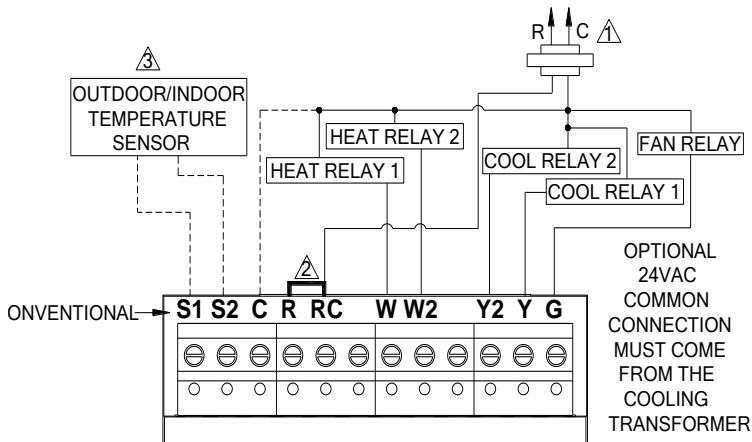 R C 1
3
OUTDOOR/INDOOR
TEMPERATURE
SENSOR
HEAT RELAY 2
HEAT RELAY 1
COOL RELAY 2
COOL RELAY 1
FAN RELAY
2
ONVENTIONAL
S1 S2 C R RC W W2 Y2 Y G
OPTIONAL
24VAC
COMMON
CONNECTION
MUST COME
FROM THE
COOLING
TRANSFORMER